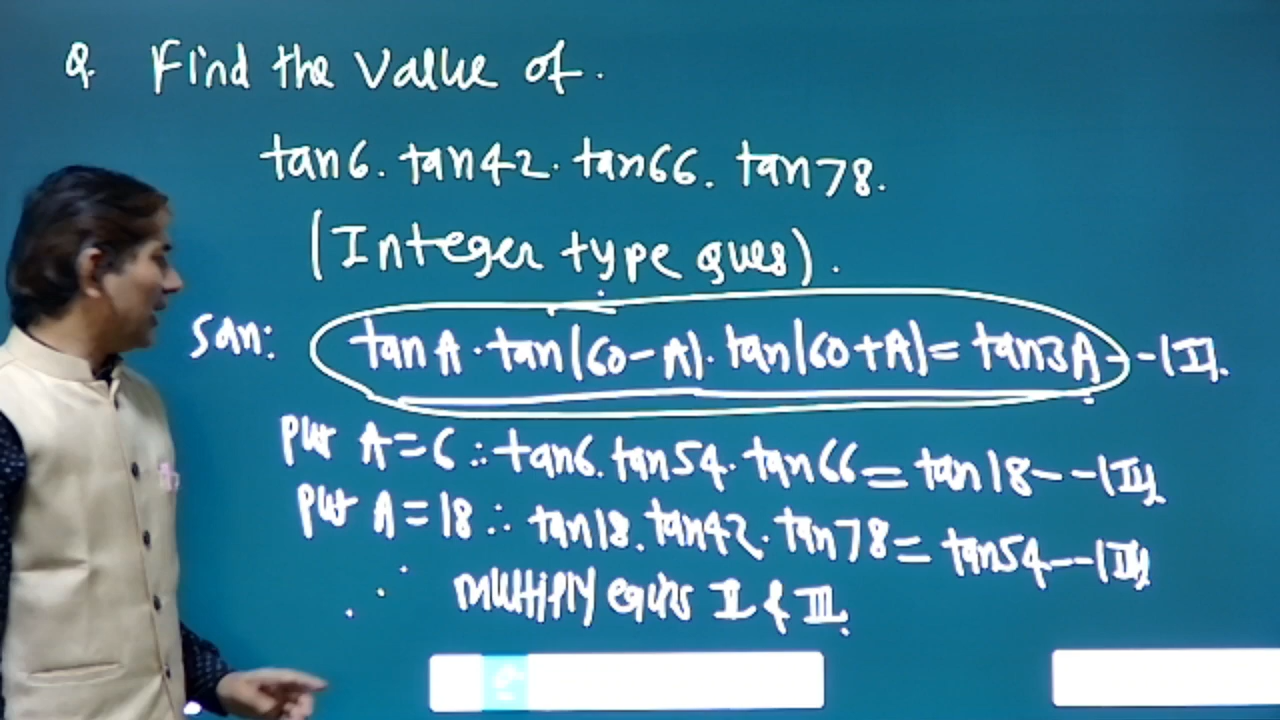 Q. Find the Value of.
tan6. tan42. tan66. tan78.
(Integer type ques).
Soln: tan A · tan(60-A). tan(60+A)= tan3A--(I).
put A=6 ∴ tan6. tan54. tan66 = tan18--(II)
put A=18 ∴ tan18. tan42. tan78 = tan54--(III)
∴ multiply eqns II & III.